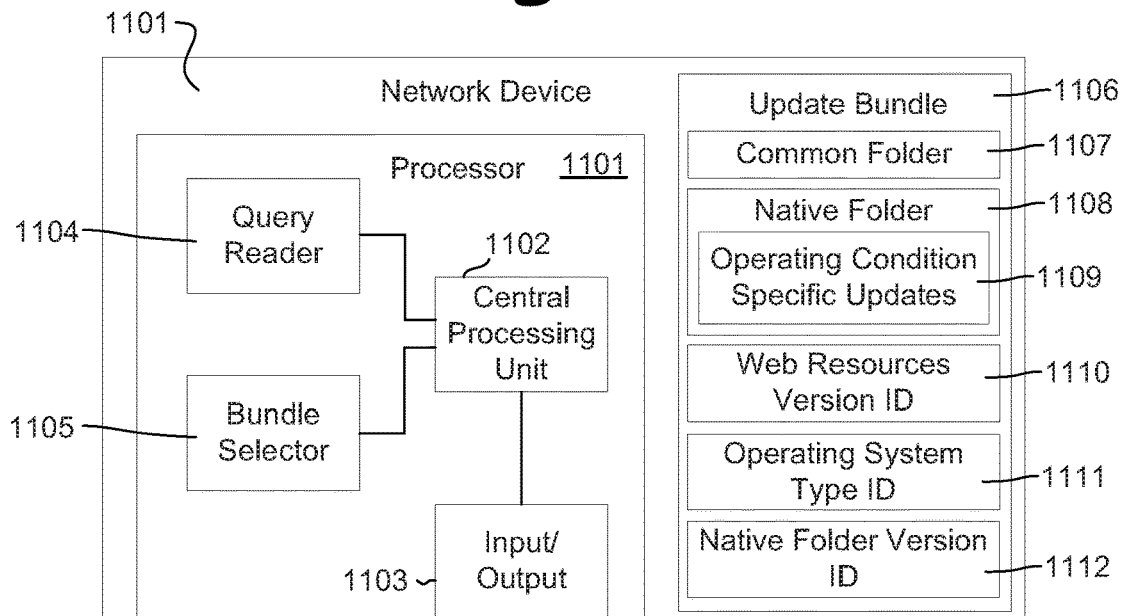 1101
Network Device
Processor 1101
Query
Reader
1104
1102
Central
Processing
Unit
Bundle
Selector
1105
Input/
Output
1103
Update Bundle
1106
Common Folder
1107
Native Folder
1108
Operating Condition
Specific Updates
1109
Web Resources
Version ID
1110
Operating System
Type ID
1111
Native Folder Version
ID
1112